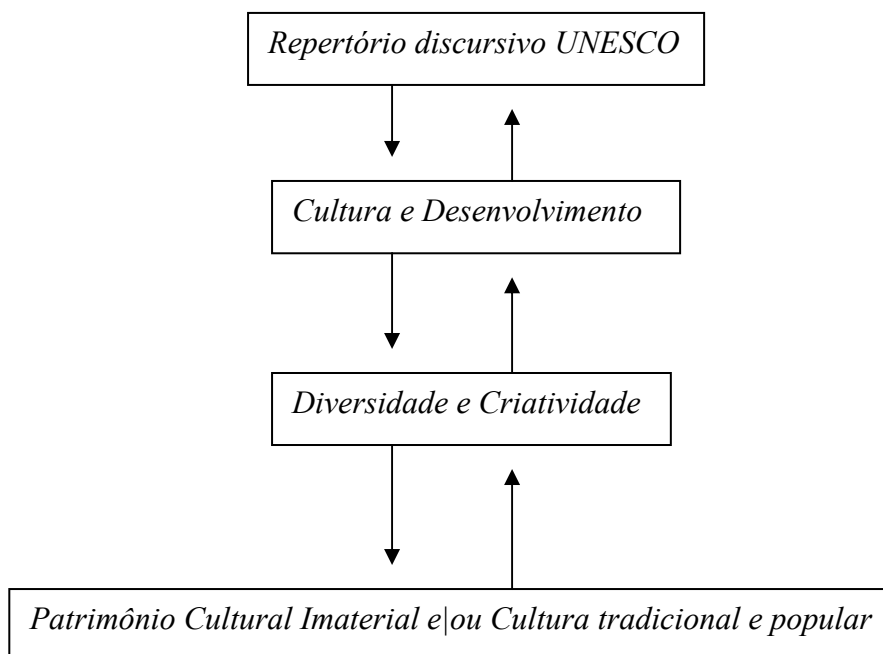 Repertório discursivo UNESCO
Cultura e Desenvolvimento
Diversidade e Criatividade
Patrimônio Cultural Imaterial e|ou Cultura tradicional e popular